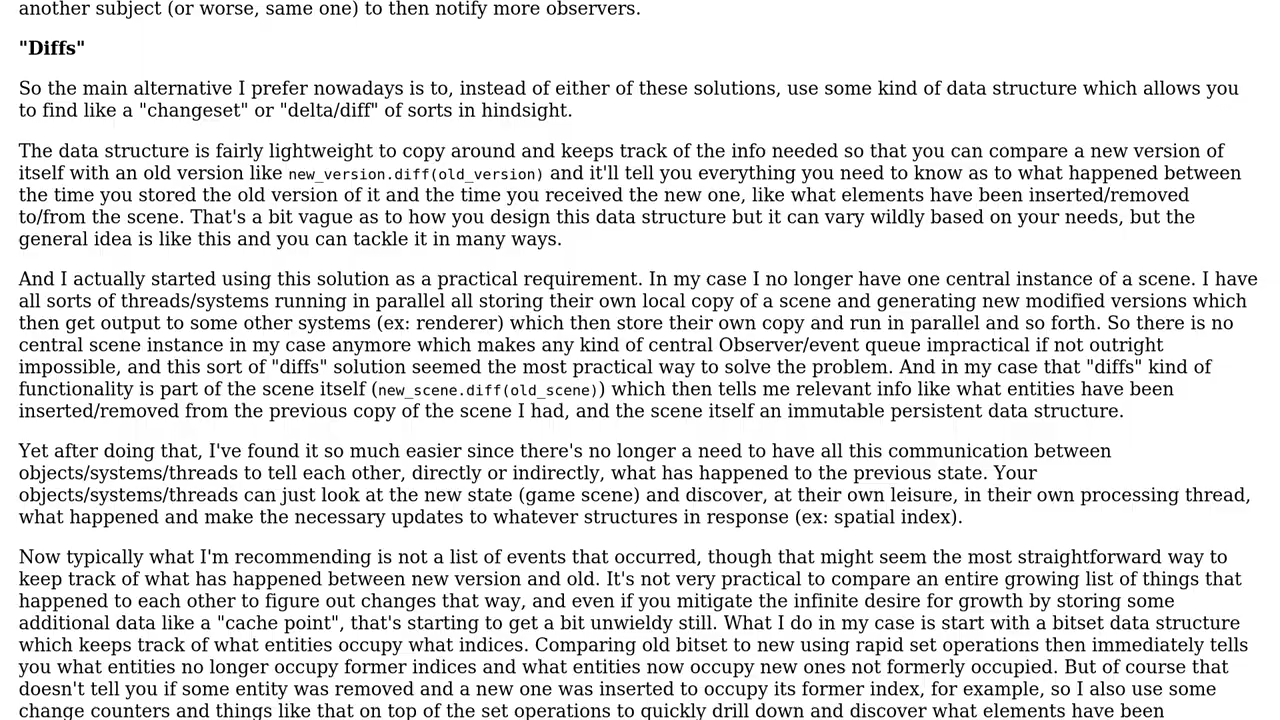 another subject (or worse, same one) to then notify more observers.
"Diffs"
So the main alternative I prefer nowadays is to, instead of either of these solutions, use some kind of data structure which allows you
to find like a "changeset" or "delta/diff" of sorts in hindsight.
The data structure is fairly lightweight to copy around and keeps track of the info needed so that you can compare a new version of
itself with an old version like new_version.diff(old_version) and it'll tell you everything you need to know as to what happened between
the time you stored the old version of it and the time you received the new one, like what elements have been inserted/removed
to/from the scene. That's a bit vague as to how you design this data structure but it can vary wildly based on your needs, but the
general idea is like this and you can tackle it in many ways.
And I actually started using this solution as a practical requirement. In my case I no longer have one central instance of a scene. I have
all sorts of threads/systems running in parallel all storing their own local copy of a scene and generating new modified versions which
then get output to some other systems (ex: renderer) which then store their own copy and run in parallel and so forth. So there is no
central scene instance in my case anymore which makes any kind of central Observer/event queue impractical if not outright
impossible, and this sort of "diffs" solution seemed the most practical way to solve the problem. And in my case that "diffs" kind of
functionality is part of the scene itself (new_scene.diff(old_scene)) which then tells me relevant info like what entities have been
inserted/removed from the previous copy of the scene I had, and the scene itself an immutable persistent data structure.
Yet after doing that, I've found it so much easier since there's no longer a need to have all this communication between
objects/systems/threads to tell each other, directly or indirectly, what has happened to the previous state. Your
objects/systems/threads can just look at the new state (game scene) and discover, at their own leisure, in their own processing thread,
what happened and make the necessary updates to whatever structures in response (ex: spatial index).
Now typically what I'm recommending is not a list of events that occurred, though that might seem the most straightforward way to
keep track of what has happened between new version and old. It's not very practical to compare an entire growing list of things that
happened to each other to figure out changes that way, and even if you mitigate the infinite desire for growth by storing some
additional data like a "cache point", that's starting to get a bit unwieldy still. What I do in my case is start with a bitset data structure
which keeps track of what entities occupy what indices. Comparing old bitset to new using rapid set operations then immediately tells
you what entities no longer occupy former indices and what entities now occupy new ones not formerly occupied. But of course that
doesn't tell you if some entity was removed and a new one was inserted to occupy its former index, for example, so I also use some
change counters and things like that on top of the set operations to quickly drill down and discover what elements have been